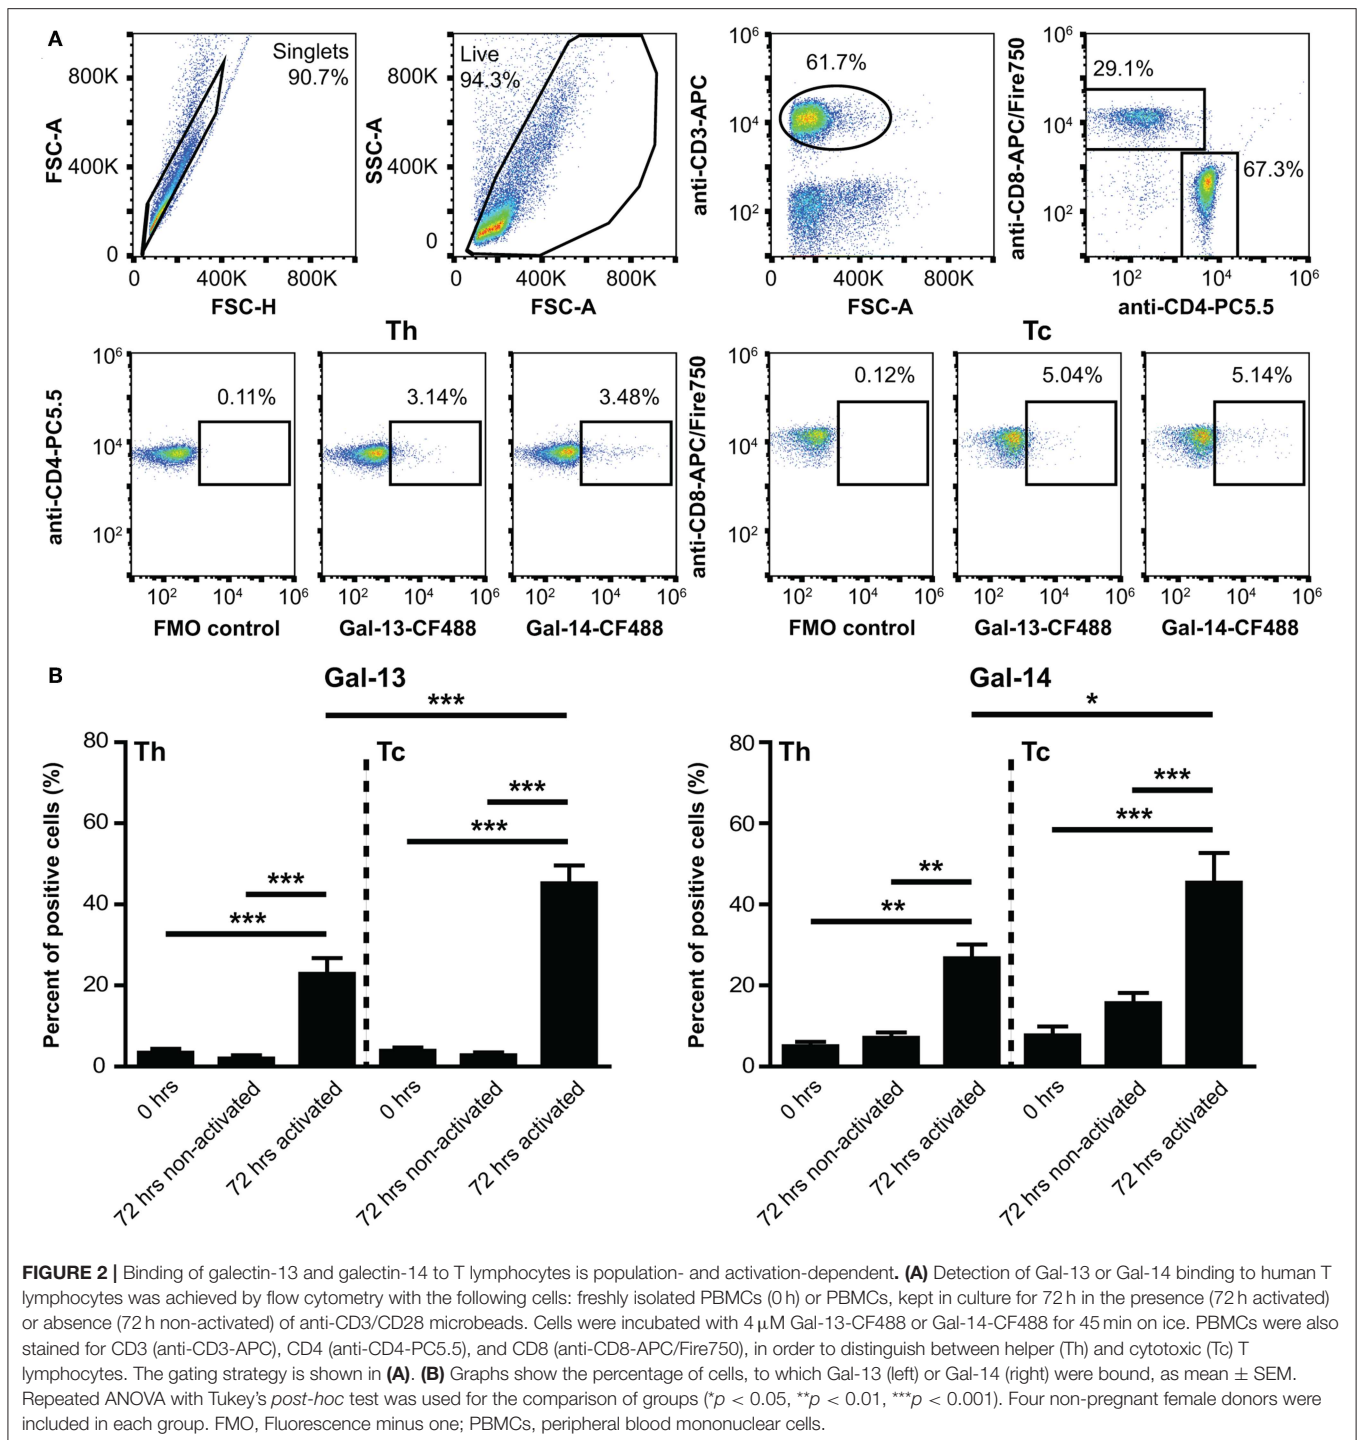 A
FSC-A
800K
400K
0
Singlets
90.7%
0 400K 800K
FSC-H
SSC-A
800K
400K
0
Live
94.3%
0 400K 800K
FSC-A
anti-CD3-APC
10⁶
10⁴
10²
61.7%
0 400K 800K
FSC-A
anti-CD8-APC/Fire750
10⁶
10⁴
10²
29.1%
67.3%
10² 10⁴ 10⁶
anti-CD4-PC5.5
Th
anti-CD4-PC5.5
10⁶
10⁴
10²
0.11%
3.14%
3.48%
10² 10⁴ 10⁶ 10² 10⁴ 10⁶ 10² 10⁴ 10⁶
FMO control Gal-13-CF488 Gal-14-CF488
Tc
anti-CD8-APC/Fire750
10⁶
10⁴
10²
0.12%
5.04%
5.14%
10² 10⁴ 10⁶ 10² 10⁴ 10⁶ 10² 10⁴ 10⁶
FMO control Gal-13-CF488 Gal-14-CF488
B
Gal-13
***
Percent of positive cells (%)
80
60
40
20
0
Th
Tc
***
***
***
***
0 hrs
72 hrs non-activated
72 hrs activated
0 hrs
72 hrs non-activated
72 hrs activated
Gal-14
*
Percent of positive cells (%)
80
60
40
20
0
Th
Tc
***
***
**
**
0 hrs
72 hrs non-activated
72 hrs activated
0 hrs
72 hrs non-activated
72 hrs activated
FIGURE 2 | Binding of galectin-13 and galectin-14 to T lymphocytes is population- and activation-dependent. (A) Detection of Gal-13 or Gal-14 binding to human T
lymphocytes was achieved by flow cytometry with the following cells: freshly isolated PBMCs (0 h) or PBMCs, kept in culture for 72 h in the presence (72 h activated)
or absence (72 h non-activated) of anti-CD3/CD28 microbeads. Cells were incubated with 4 μM Gal-13-CF488 or Gal-14-CF488 for 45 min on ice. PBMCs were also
stained for CD3 (anti-CD3-APC), CD4 (anti-CD4-PC5.5), and CD8 (anti-CD8-APC/Fire750), in order to distinguish between helper (Th) and cytotoxic (Tc) T
lymphocytes. The gating strategy is shown in (A). (B) Graphs show the percentage of cells, to which Gal-13 (left) or Gal-14 (right) were bound, as mean ± SEM.
Repeated ANOVA with Tukey's post-hoc test was used for the comparison of groups (*p < 0.05, **p < 0.01, ***p < 0.001). Four non-pregnant female donors were
included in each group. FMO, Fluorescence minus one; PBMCs, peripheral blood mononuclear cells.